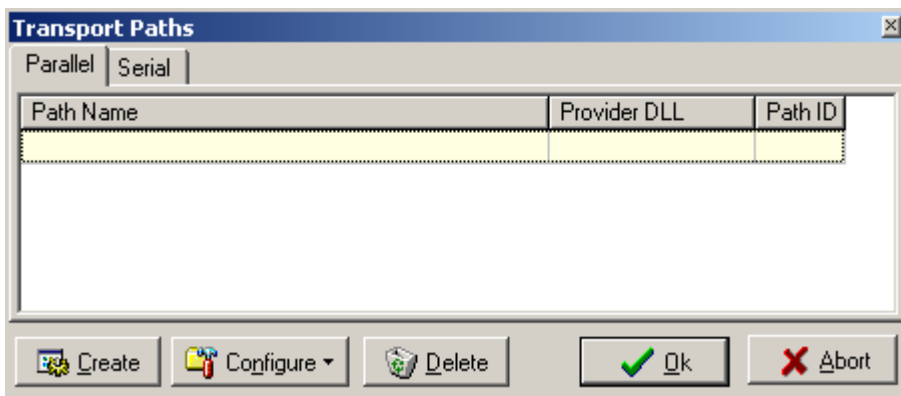 Transport Paths
Parallel Serial
Path Name Provider DLL Path ID
Create Configure Delete Ok Abort